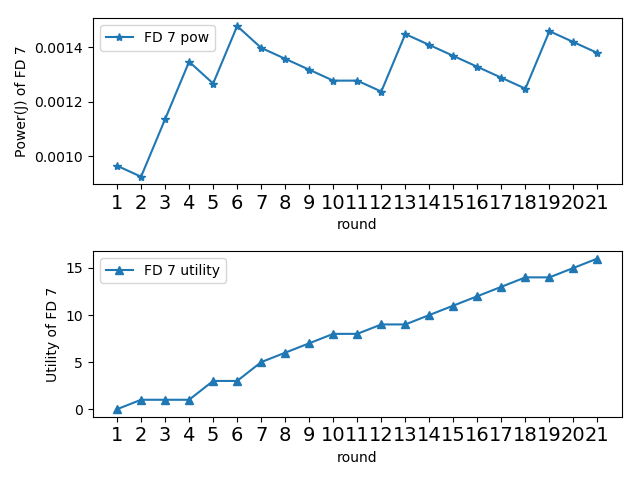 Power(J) of FD 7
FD 7 pow
0.0014
0.0012
0.0010
1 2 3 4 5 6 7 8 9 10 11 12 13 14 15 16 17 18 19 20 21
round
Utility of FD 7
FD 7 utility
15
10
5
0
1 2 3 4 5 6 7 8 9 10 11 12 13 14 15 16 17 18 19 20 21
round